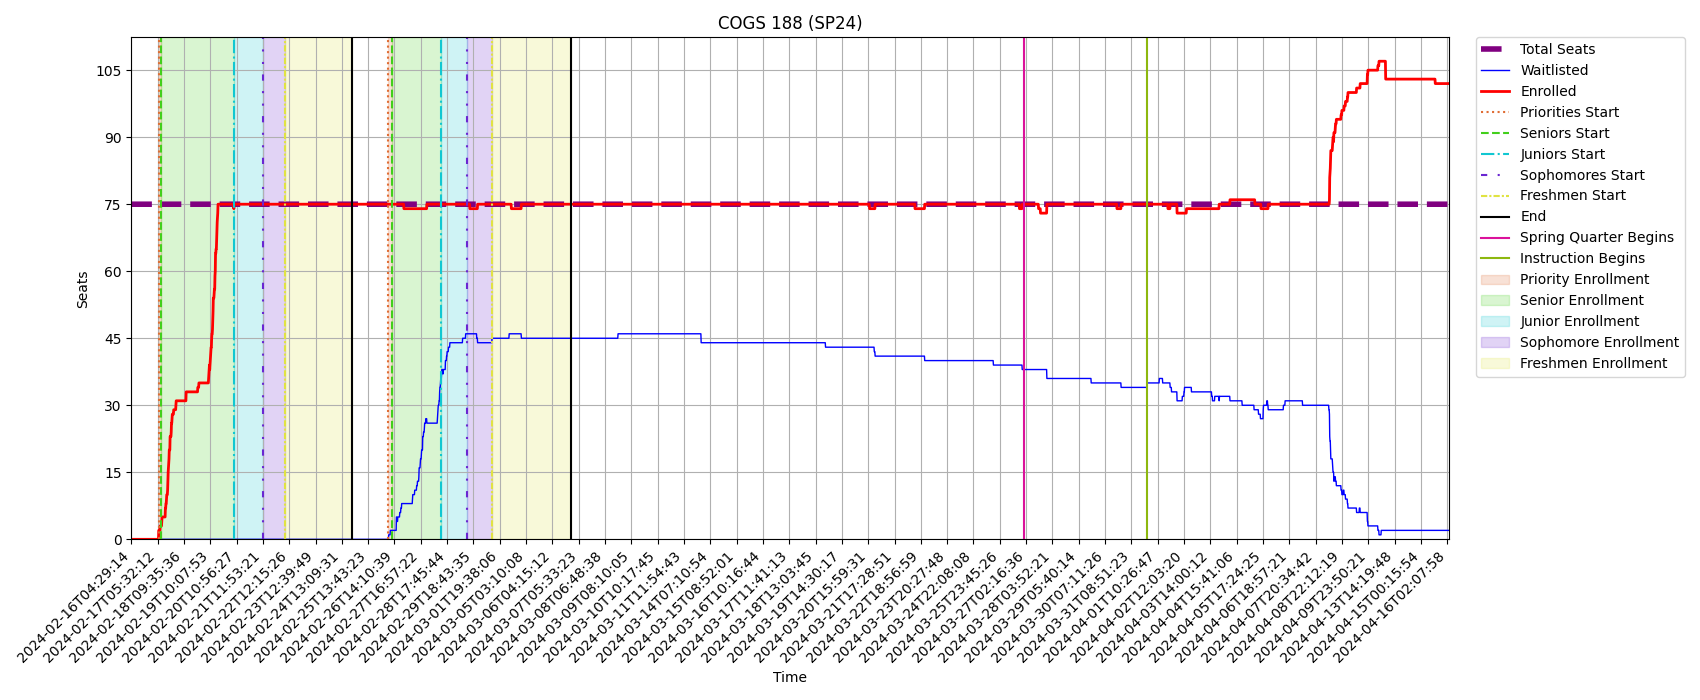 COGS 188 (SP24)
Seats
105
90
75
60
45
30
15
0
2024-02-16T04:29:14
2024-02-17T05:32:12
2024-02-18T09:35:36
2024-02-19T10:07:53
2024-02-20T10:56:27
2024-02-21T11:53:21
2024-02-22T12:15:26
2024-02-23T12:39:49
2024-02-24T13:09:31
2024-02-25T13:43:23
2024-02-26T14:10:39
2024-02-27T16:57:22
2024-02-28T17:45:44
2024-02-29T18:43:35
2024-03-01T19:38:06
2024-03-05T03:10:08
2024-03-06T04:15:12
2024-03-07T05:33:23
2024-03-08T06:48:38
2024-03-09T08:10:05
2024-03-10T10:17:45
2024-03-11T11:54:43
2024-03-14T07:10:54
2024-03-15T08:52:01
2024-03-16T10:16:44
2024-03-17T11:41:13
2024-03-18T13:03:45
2024-03-19T14:30:17
2024-03-20T15:59:31
2024-03-21T17:28:51
2024-03-22T18:56:59
2024-03-23T20:27:48
2024-03-24T22:08:08
2024-03-25T23:45:26
2024-03-27T02:16:36
2024-03-28T03:52:21
2024-03-29T05:40:14
2024-03-30T07:11:26
2024-03-31T08:51:23
2024-04-01T10:26:47
2024-04-02T12:03:20
2024-04-03T14:00:12
2024-04-04T15:41:06
2024-04-05T17:24:25
2024-04-06T18:57:21
2024-04-07T20:34:42
2024-04-08T22:12:19
2024-04-09T23:50:21
2024-04-13T14:19:48
2024-04-15T00:15:54
2024-04-16T02:07:58
Time
Total Seats
Waitlisted
Enrolled
Priorities Start
Seniors Start
Juniors Start
Sophomores Start
Freshmen Start
End
Spring Quarter Begins
Instruction Begins
Priority Enrollment
Senior Enrollment
Junior Enrollment
Sophomore Enrollment
Freshmen Enrollment